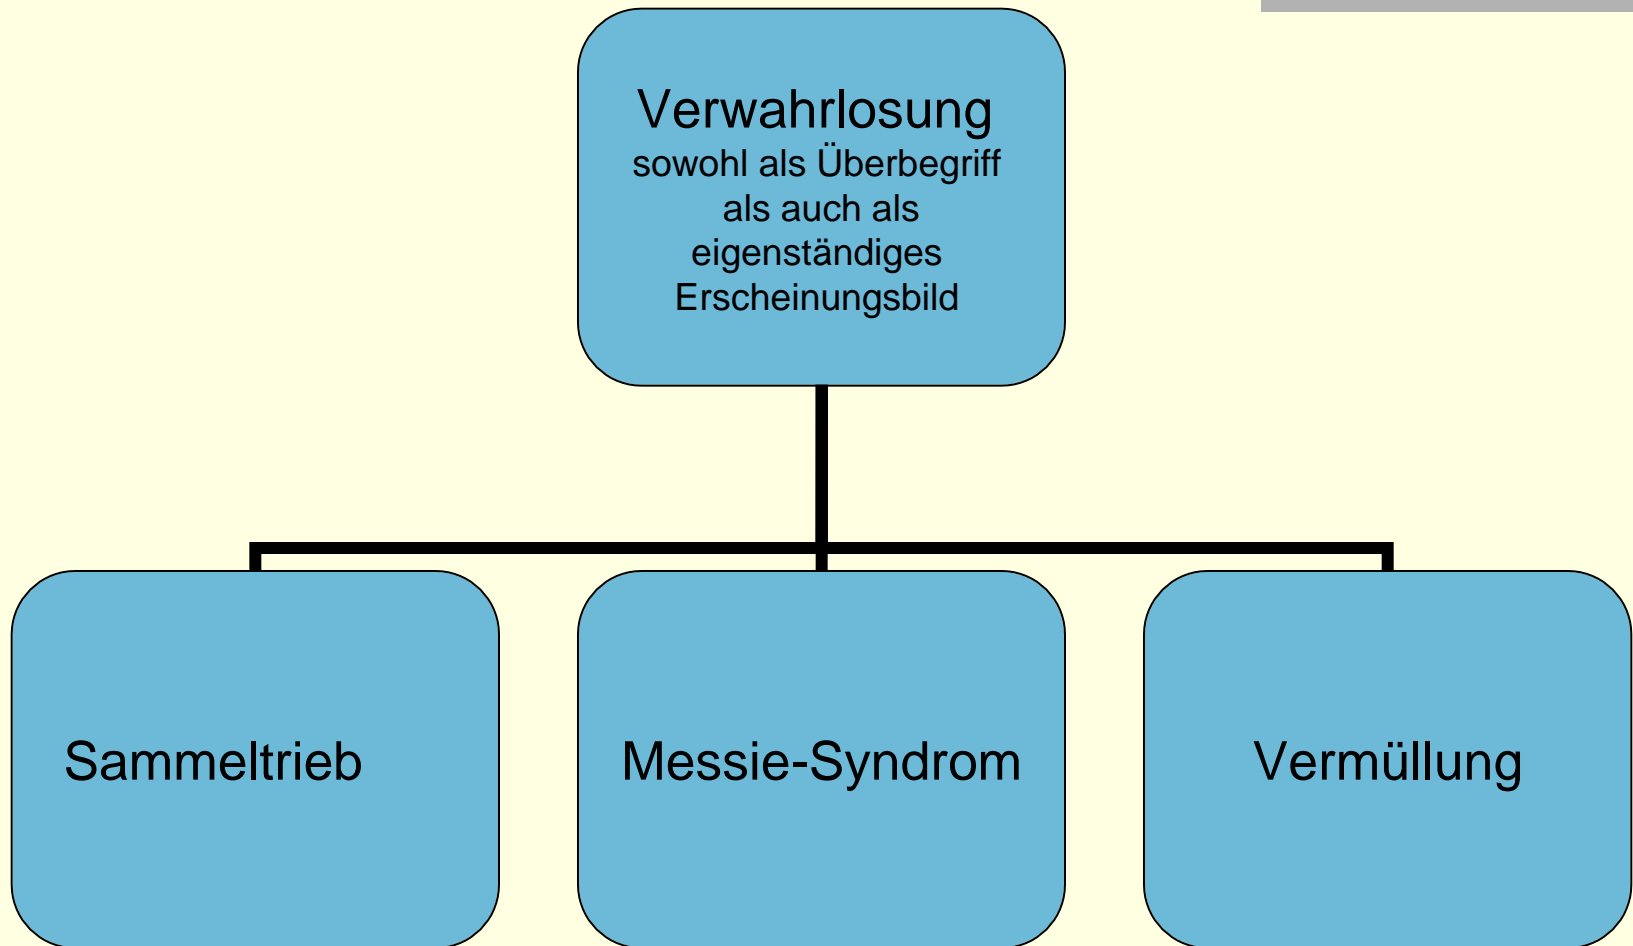 Verwahrlosung
sowohl als Überbegriff
als auch als
eigenständiges
Erscheinungsbild
Sammeltrieb
Messie-Syndrom
Vermüllung